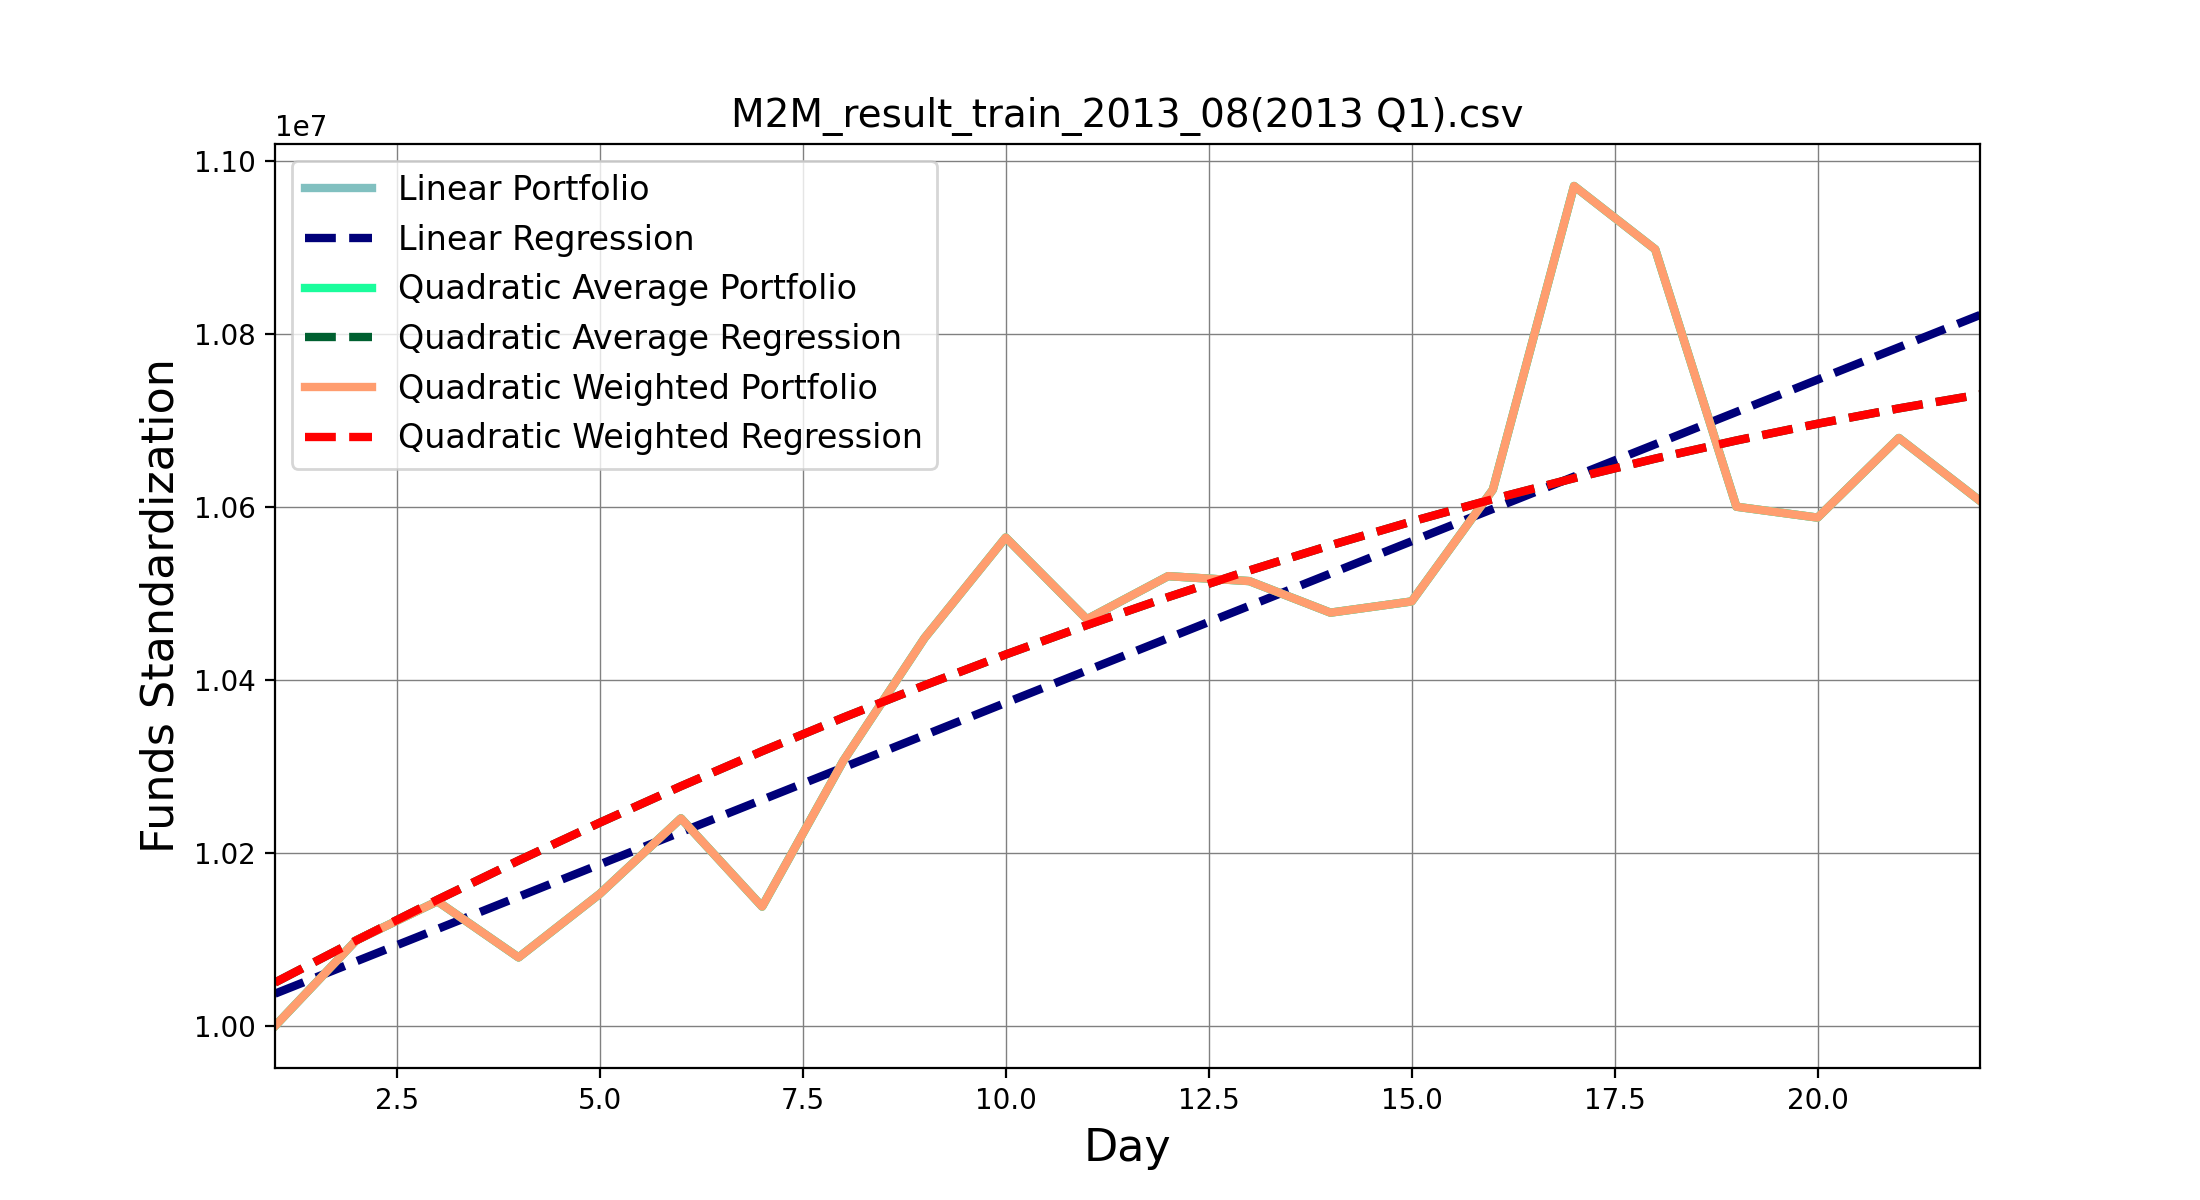 M2M_result_train_2013_08(2013 Q1).csv
1e7
1.10
1.08
1.06
1.04
1.02
1.00
Funds Standardization
Linear Portfolio
Linear Regression
Quadratic Average Portfolio
Quadratic Average Regression
Quadratic Weighted Portfolio
Quadratic Weighted Regression
2.5 5.0 7.5 10.0 12.5 15.0 17.5 20.0
Day